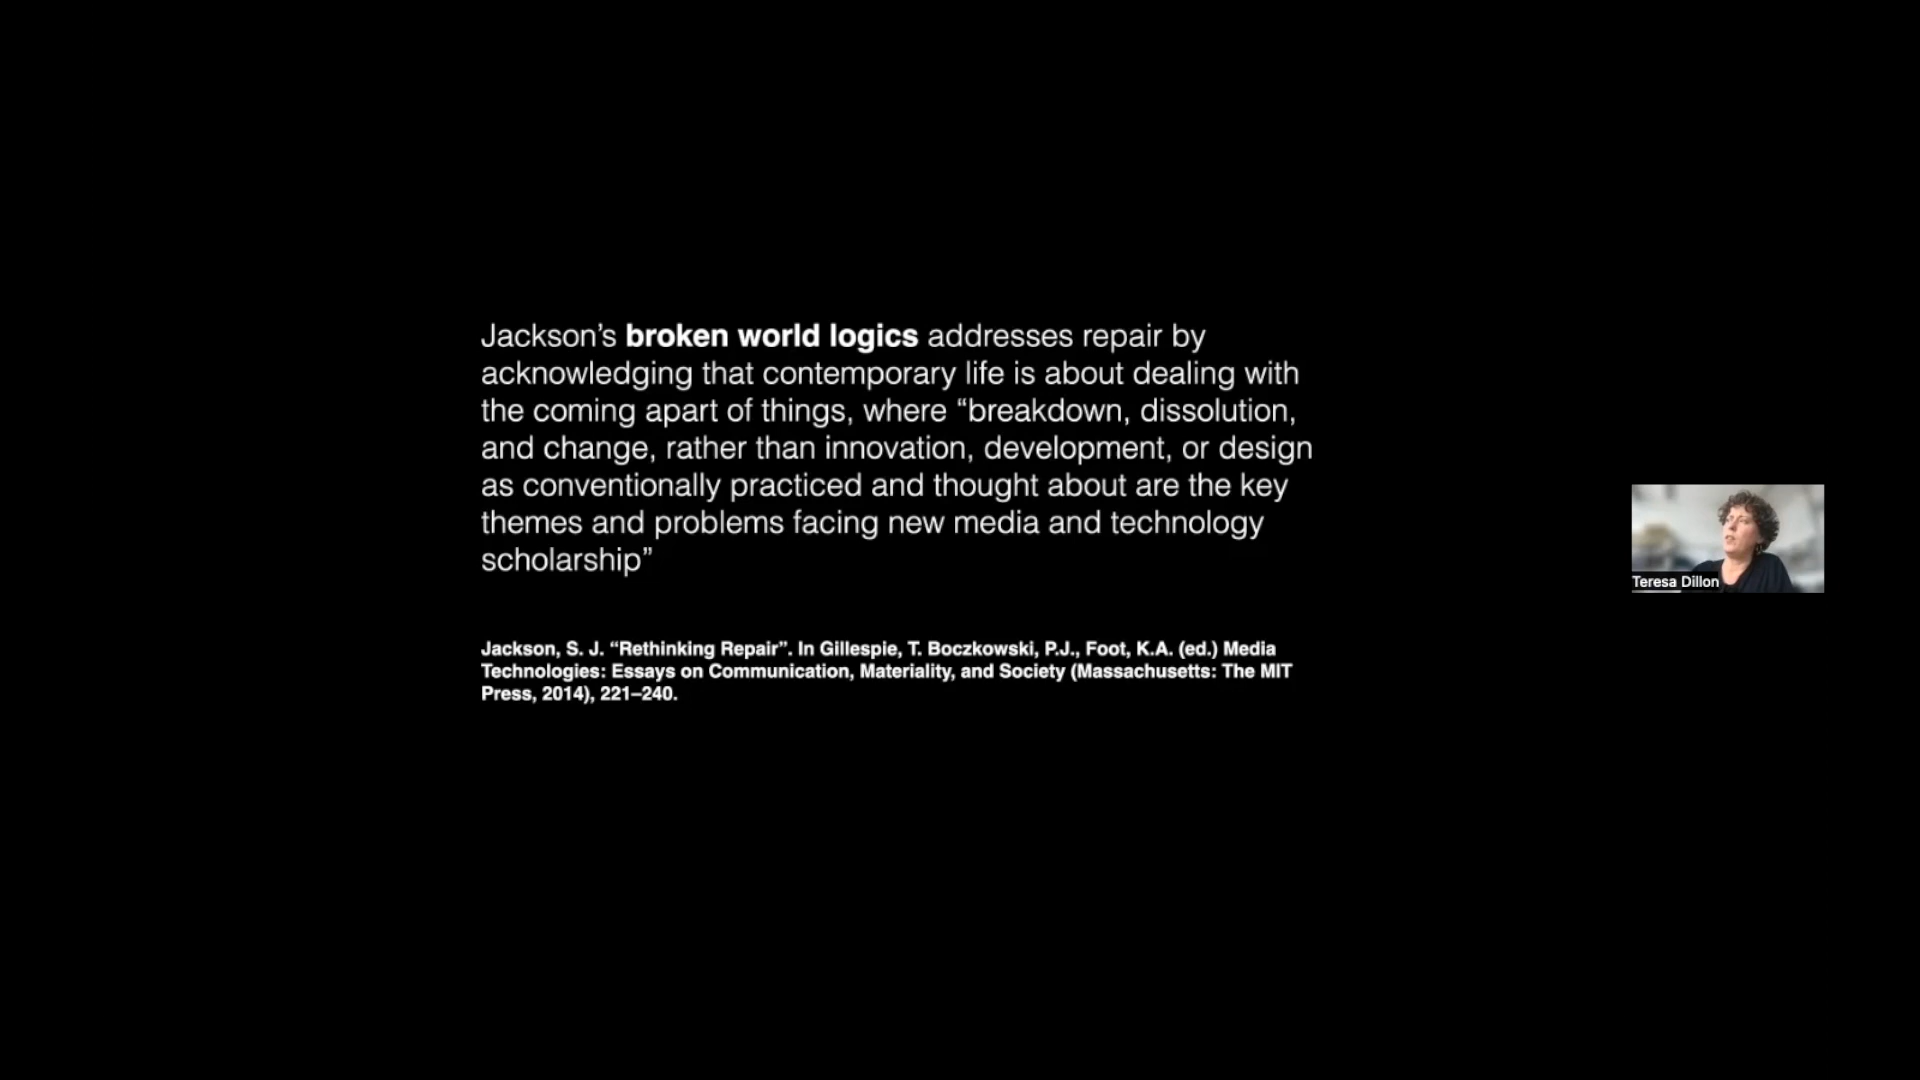 Jackson’s broken world logics addresses repair by
acknowledging that contemporary life is about dealing with
the coming apart of things, where “breakdown, dissolution,
and change, rather than innovation, development, or design
as conventionally practiced and thought about are the key
themes and problems facing new media and technology
scholarship”
Jackson, S. J. “Rethinking Repair”. In Gillespie, T. Boczkowski, P.J., Foot, K.A. (ed.) Media
Technologies: Essays on Communication, Materiality, and Society (Massachusetts: The MIT
Press, 2014), 221–240.
Teresa Dillon